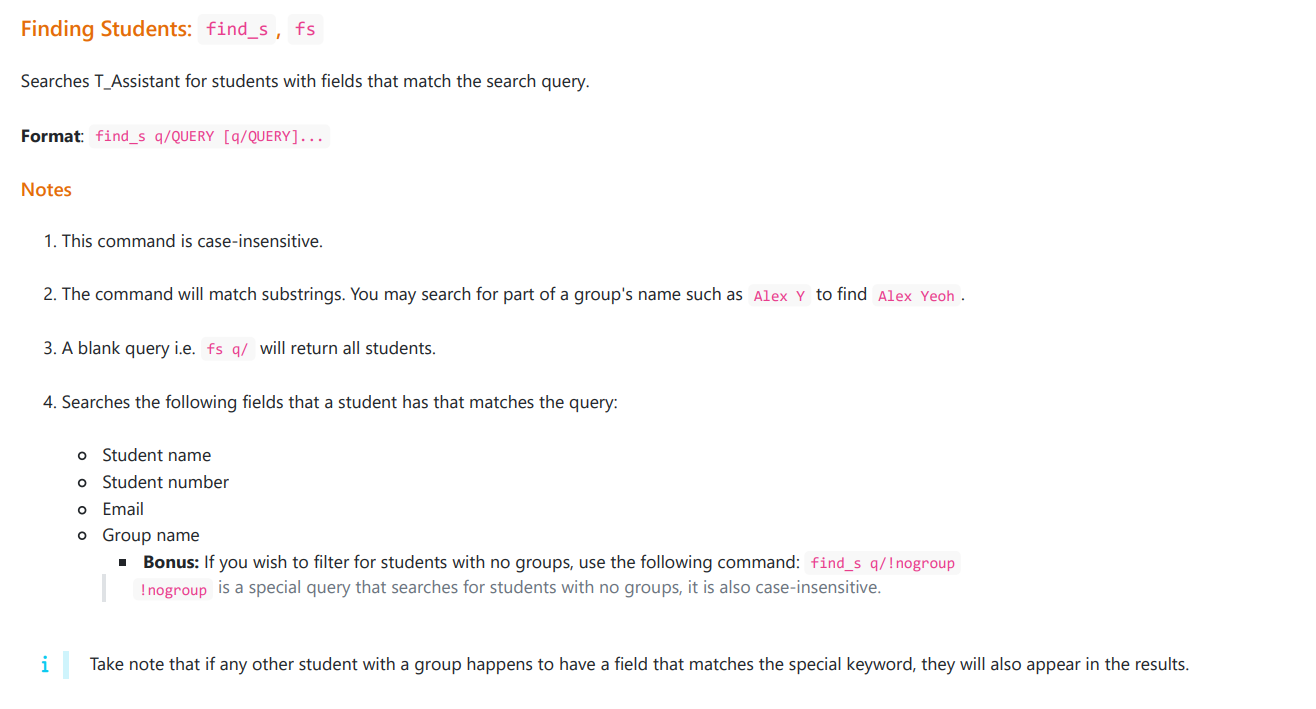 Finding Students: find_s, fs
Searches T_Assistant for students with fields that match the search query.
Format: find_s q/QUERY [q/QUERY]...
Notes
1. This command is case-insensitive.
2. The command will match substrings. You may search for part of a group's name such as Alex Y to find Alex Yeoh.
3. A blank query i.e. fs q/ will return all students.
4. Searches the following fields that a student has that matches the query:
Student name
Student number
Email
Group name
Bonus: If you wish to filter for students with no groups, use the following command: find_s q/!nogroup
!nogroup is a special query that searches for students with no groups, it is also case-insensitive.
i Take note that if any other student with a group happens to have a field that matches the special keyword, they will also appear in the results.